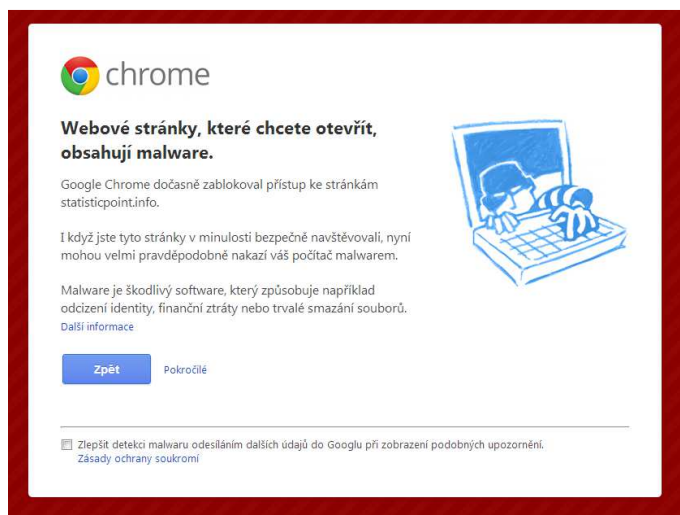 chrome
Webové stránky, které chcete otevřít,
obsahují malware.
Google Chrome dočasně zablokoval přístup ke stránkám
statisticpoint.info.
I když jste tyto stránky v minulosti bezpečně navštěvovali, nyní
mohou velmi pravděpodobně nakazí váš počítač malwarem.
Malware je škodlivý software, který způsobuje například
odcizení identity, finanční ztráty nebo trvalé smazání souborů.
Další informace
Zpět
Pokročilé
Zlepšit detekci malwaru odesíláním dalších údajů do Googlu při zobrazení podobných upozornění.
Zásady ochrany soukromí